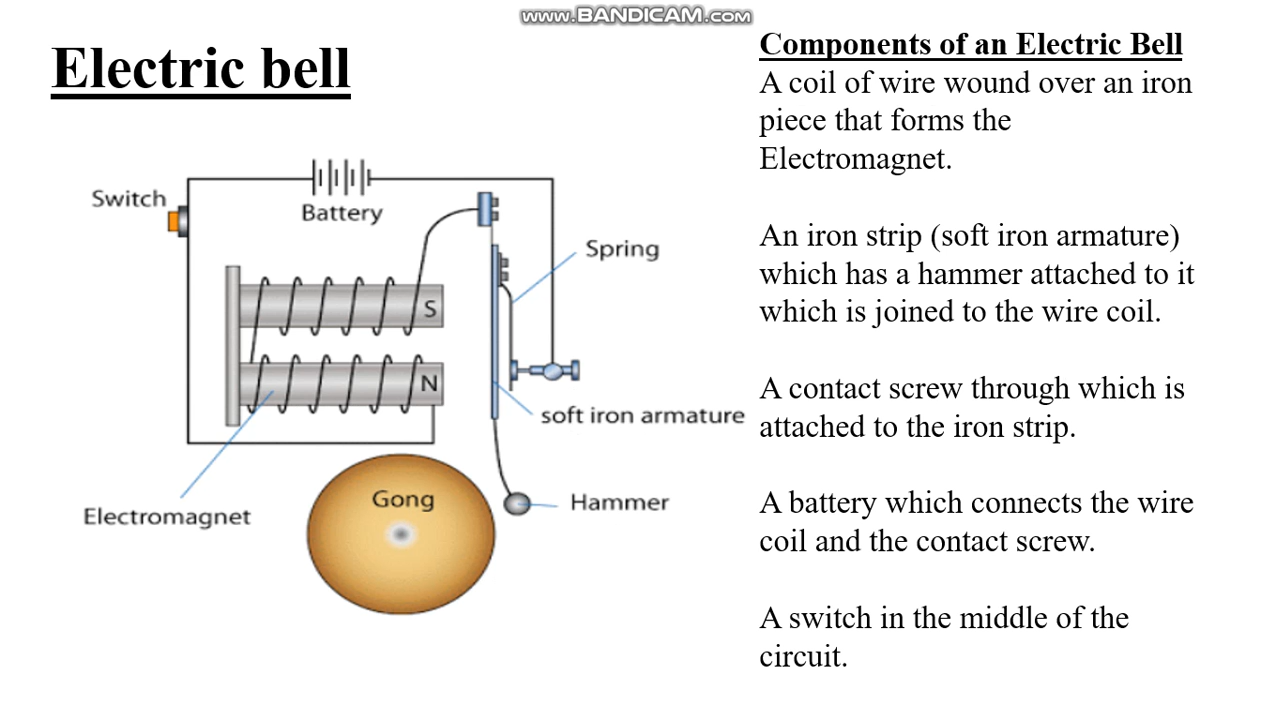 www.BANDICAM.com
Electric bell
Switch
Battery
Spring
S
N
soft iron armature
Gong
Hammer
Electromagnet
Components of an Electric Bell
A coil of wire wound over an iron
piece that forms the
Electromagnet.
An iron strip (soft iron armature)
which has a hammer attached to it
which is joined to the wire coil.
A contact screw through which is
attached to the iron strip.
A battery which connects the wire
coil and the contact screw.
A switch in the middle of the
circuit.